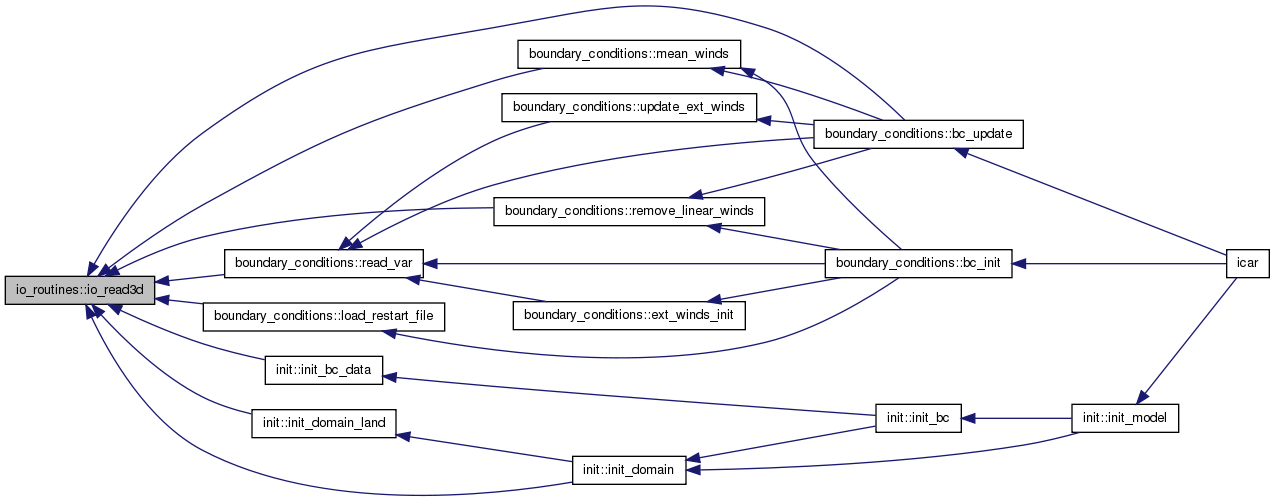 boundary_conditions::mean_winds
boundary_conditions::update_ext_winds
boundary_conditions::bc_update
boundary_conditions::remove_linear_winds
boundary_conditions::read_var
boundary_conditions::bc_init
icar
io_routines::io_read3d
boundary_conditions::load_restart_file
boundary_conditions::ext_winds_init
init::init_bc_data
init::init_domain_land
init::init_bc
init::init_model
init::init_domain